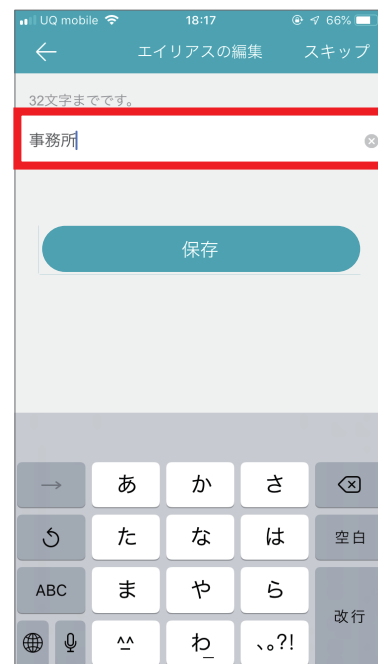 UQ mobile 18:17 66%
← エイリアスの編集 スキップ
32文字までです。
事務所
保存
→ あ か さ
た な は 空白
ABC ま や ら
改行
^^ わ_ 、。?!